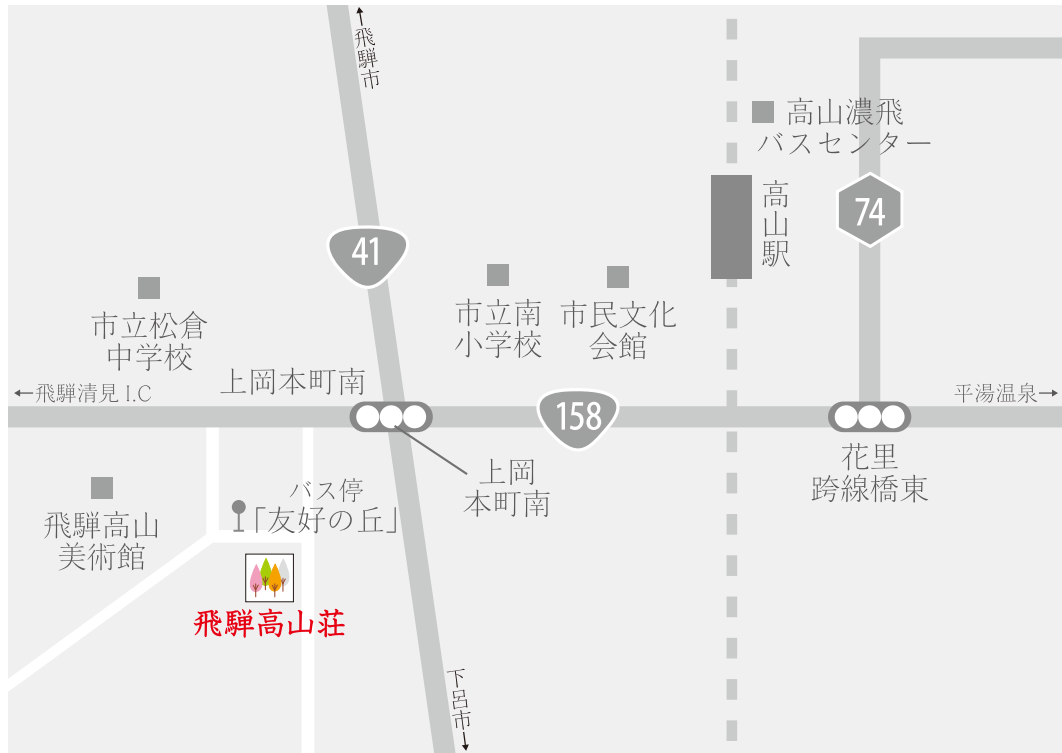 飛騨市
高山濃飛
バスセンター
高山駅
74
41
市立松倉
中学校
市立南
小学校
市民文化
会館
上岡本町南
←飛騨清見 I.C
158
平湯温泉→
上岡
本町南
花里
跨線橋東
バス停
「友好の丘」
飛騨高山
美術館
飛騨高山荘
下呂市